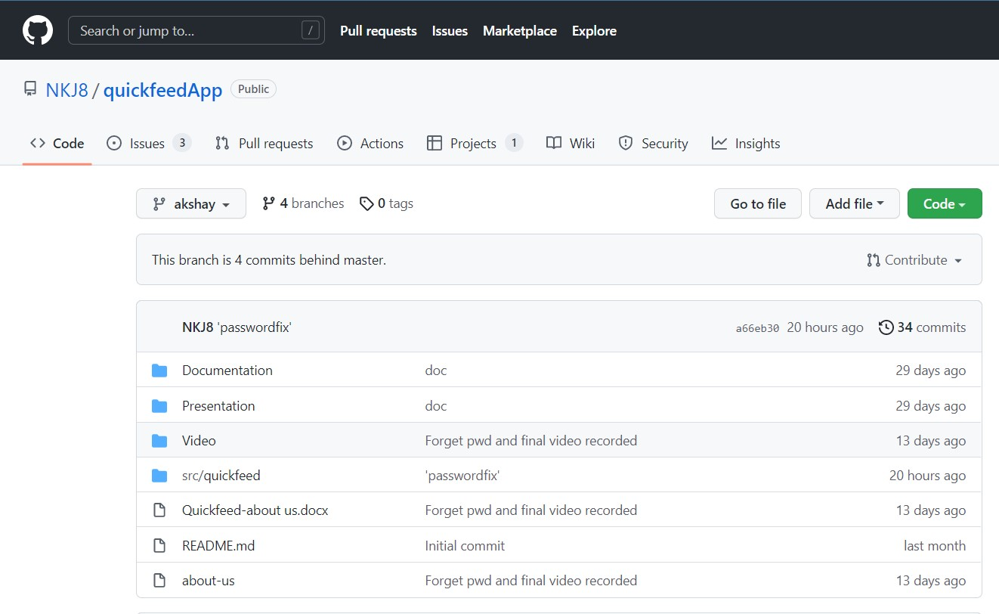 Search or jump to... / Pull requests Issues Marketplace Explore
NKJ8 / quickfeedApp Public
Code Issues 3 Pull requests Actions Projects 1 Wiki Security Insights
akshay 4 branches 0 tags Go to file Add file Code
This branch is 4 commits behind master. Contribute
NKJ8 'passwordfix' a66eb30 20 hours ago 34 commits
Documentation doc 29 days ago
Presentation doc 29 days ago
Video Forget pwd and final video recorded 13 days ago
src/quickfeed 'passwordfix' 20 hours ago
Quickfeed-about us.docx Forget pwd and final video recorded 13 days ago
README.md Initial commit last month
about-us Forget pwd and final video recorded 13 days ago